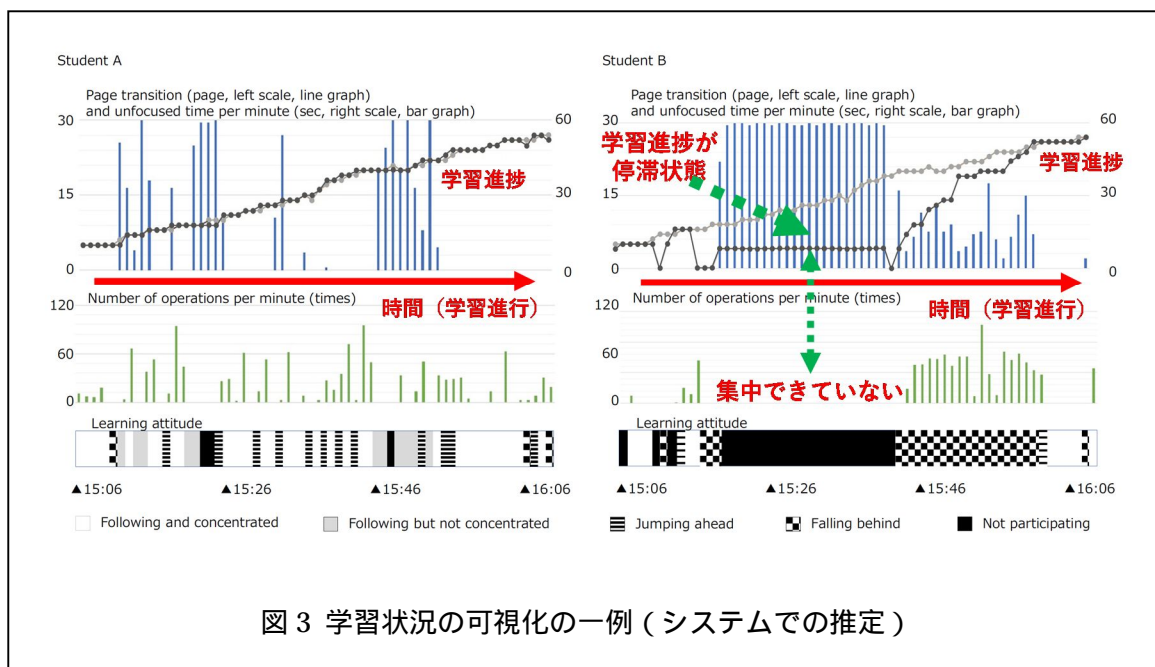 Student A
Page transition (page, left scale, line graph)
and unfocused time per minute (sec, right scale, bar graph)
30
60
15
30
0
0
学習進捗
Number of operations per minute (times)
時間（学習進行）
120
60
0
Learning attitude
▲15:06
▲15:26
▲15:46
▲16:06
Student B
Page transition (page, left scale, line graph)
and unfocused time per minute (sec, right scale, bar graph)
30
60
15
30
0
0
学習進捗が
停滞状態
学習進捗
Number of operations per minute (times)
時間（学習進行）
120
60
0
集中できていない
Learning attitude
▲15:06
▲15:26
▲15:46
▲16:06
Following and concentrated
Following but not concentrated
Jumping ahead
Falling behind
Not participating
図 3 学習状況の可視化の一例 ( システムでの推定 )